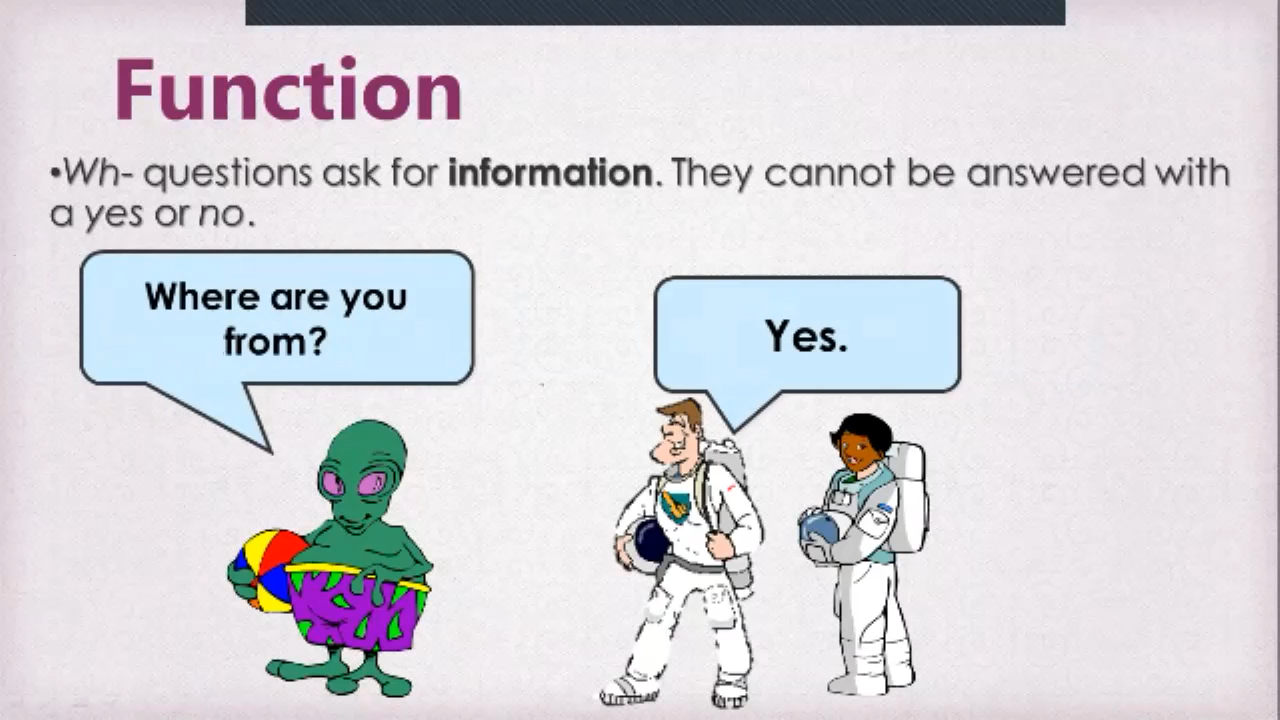 Function
•Wh- questions ask for information. They cannot be answered with
a yes or no.
Where are you
from?
Yes.